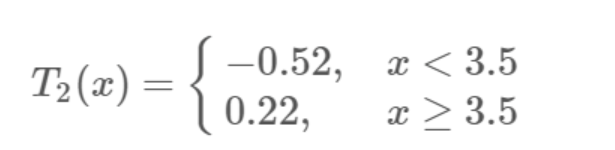 T₂(x) = { −0.52, x < 3.5
0.22, x ≥ 3.5